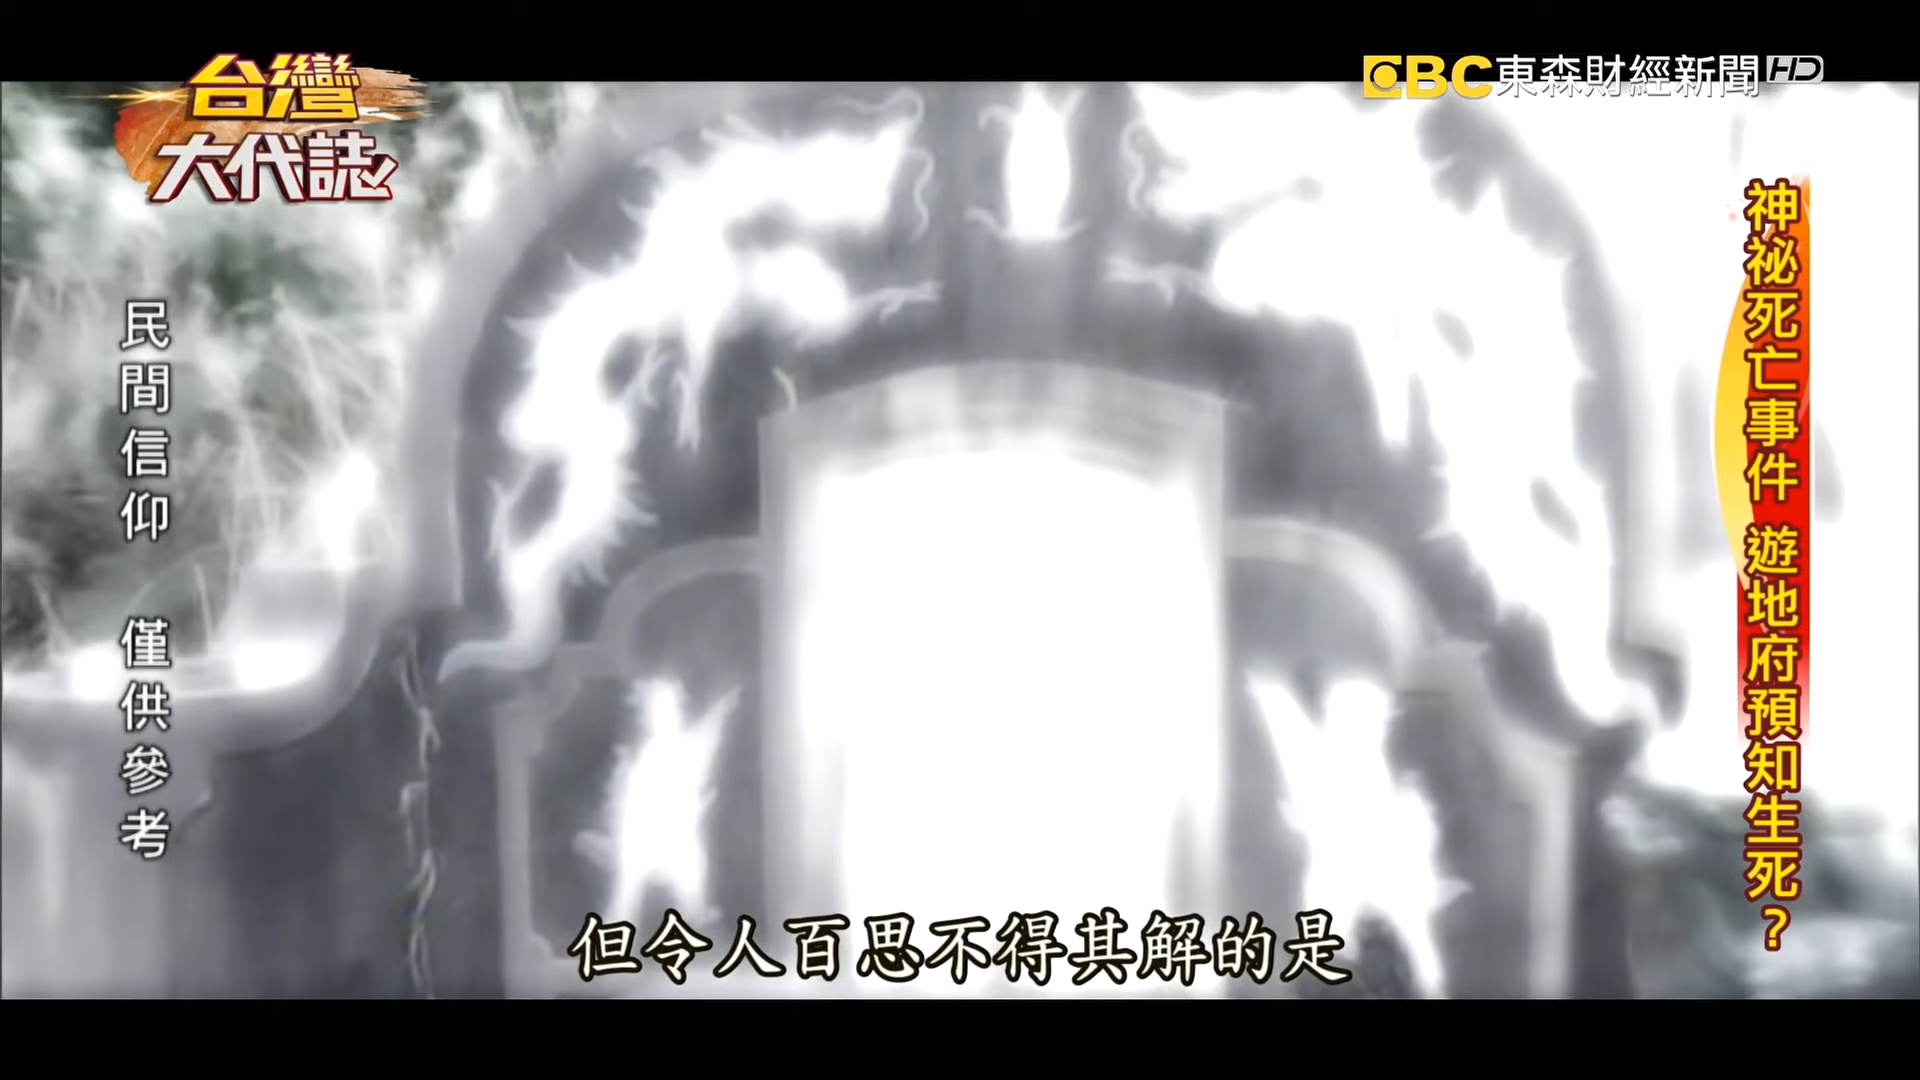 台灣
大代誌
EBC東森財經新聞HD
神祕死亡事件 遊地府預知生死？
民間信仰 僅供參考
但令人百思不得其解的是